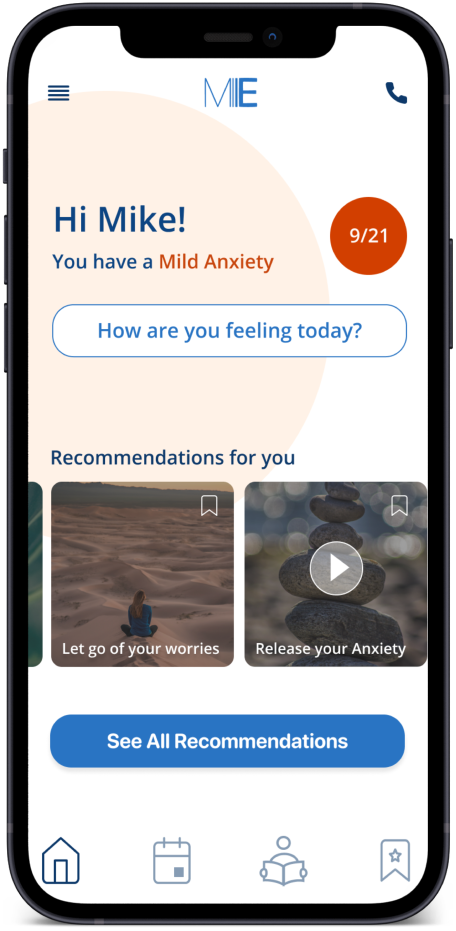 ME
Hi Mike!
9/21
You have a Mild Anxiety
How are you feeling today?
Recommendations for you
Let go of your worries
Release your Anxiety
See All Recommendations